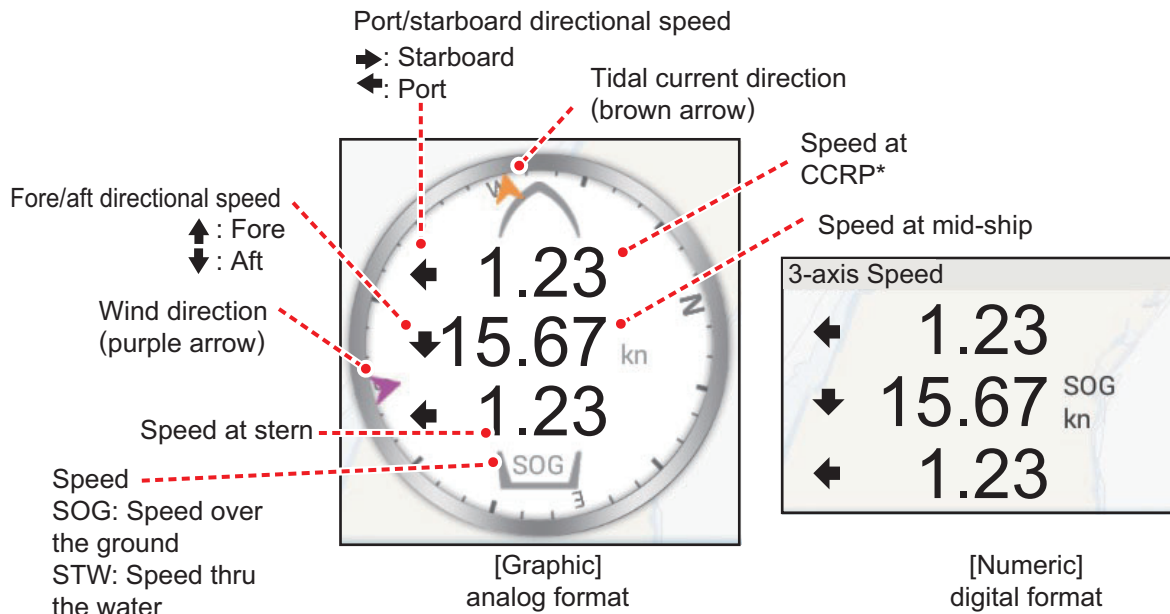 Port/starboard directional speed
➡: Starboard
⬅: Port
Tidal current direction
(brown arrow)
Speed at
CCRP*
Fore/aft directional speed
⬆: Fore
⬇: Aft
Speed at mid-ship
Wind direction
(purple arrow)
W
N
E
⬅ 1.23
⬇ 15.67 kn
⬅ 1.23
SOG
3-axis Speed
⬅ 1.23
⬇ 15.67 SOG
kn
⬅ 1.23
Speed at stern
Speed
SOG: Speed over
the ground
STW: Speed thru
the water
[Graphic]
analog format
[Numeric]
digital format